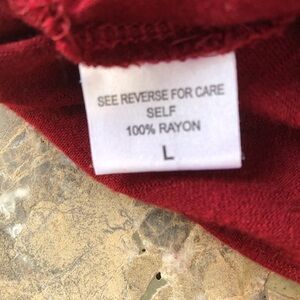 SEE REVERSE FOR CARE
SELF
100% RAYON
L